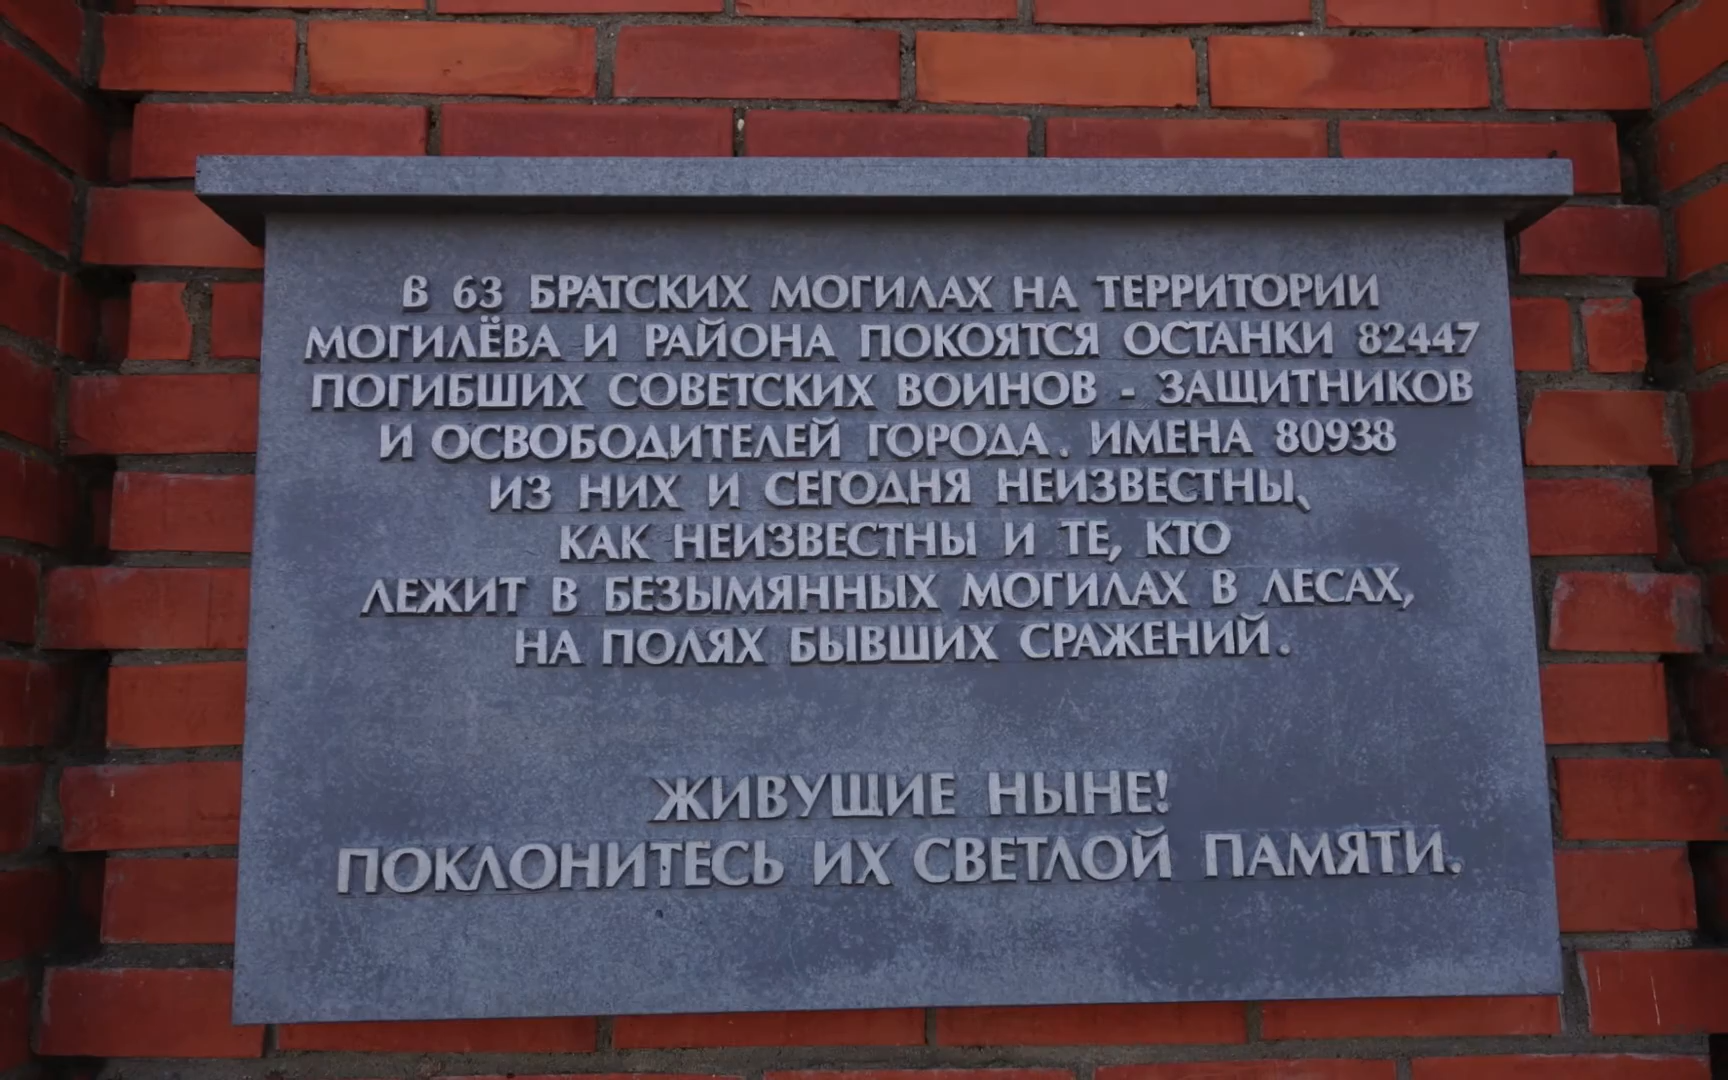 В 63 БРАТСКИХ МОГИЛАХ НА ТЕРРИТОРИИ
МОГИЛЁВА И РАЙОНА ПОКОЯТСЯ ОСТАНКИ 82447
ПОГИБШИХ СОВЕТСКИХ ВОИНОВ - ЗАЩИТНИКОВ
И ОСВОБОДИТЕЛЕЙ ГОРОДА. ИМЕНА 80938
ИЗ НИХ И СЕГОДНЯ НЕИЗВЕСТНЫ,
КАК НЕИЗВЕСТНЫ И ТЕ, КТО
ЛЕЖИТ В БЕЗЫМЯННЫХ МОГИЛАХ В ЛЕСАХ,
НА ПОЛЯХ БЫВШИХ СРАЖЕНИЙ.
ЖИВУЩИЕ НЫНЕ!
ПОКЛОНИТЕСЬ ИХ СВЕТЛОЙ ПАМЯТИ.